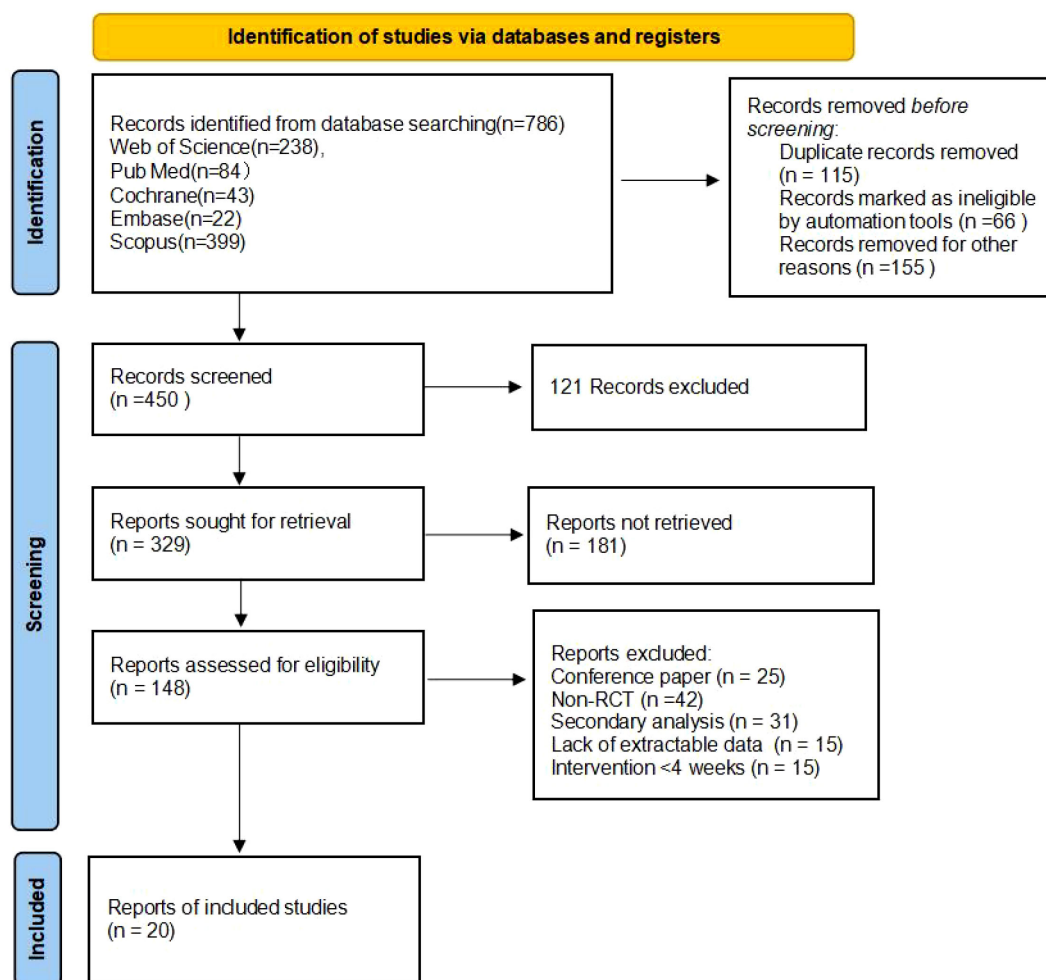 Identification of studies via databases and registers
Identification
Records identified from database searching(n=786)
Web of Science(n=238),
Pub Med(n=84）
Cochrane(n=43)
Embase(n=22)
Scopus(n=399)
Records removed before
screening:
Duplicate records removed
(n = 115)
Records marked as ineligible
by automation tools (n =66 )
Records removed for other
reasons (n =155 )
Screening
Records screened
(n =450 )
121 Records excluded
Reports sought for retrieval
(n = 329)
Reports not retrieved
(n = 181)
Reports assessed for eligibility
(n = 148)
Reports excluded:
Conference paper (n = 25)
Non-RCT (n =42)
Secondary analysis (n = 31)
Lack of extractable data (n = 15)
Intervention <4 weeks (n = 15)
Included
Reports of included studies
(n = 20)